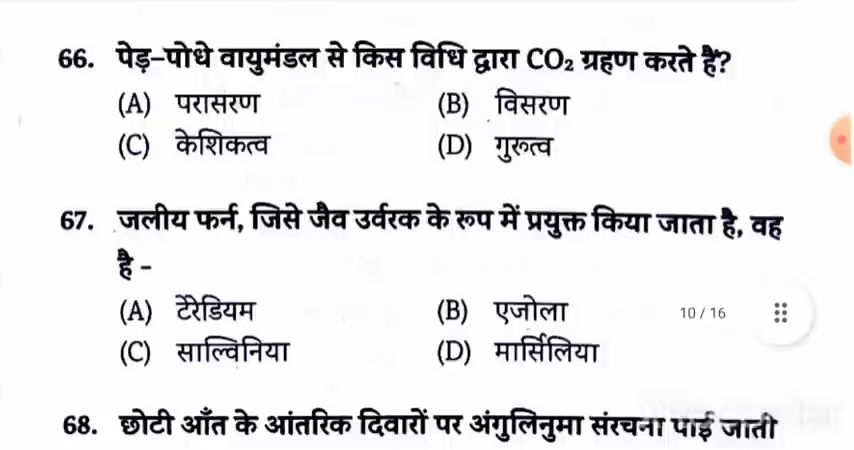 66. पेड़-पोधे वायुमंडल से किस विधि द्वारा CO₂ ग्रहण करते हैं?
(A) परासरण (B) विसरण
(C) केशिकत्व (D) गुरूत्व
67. जलीय फर्न, जिसे जैव उर्वरक के रूप में प्रयुक्त किया जाता है, वह
है -
(A) टेरेडियम (B) एजोला
10 / 16
(C) साल्विनिया (D) मार्सिलिया
68. छोटी आँत के आंतरिक दिवारों पर अंगुलिनुमा संरचना पाई जाती